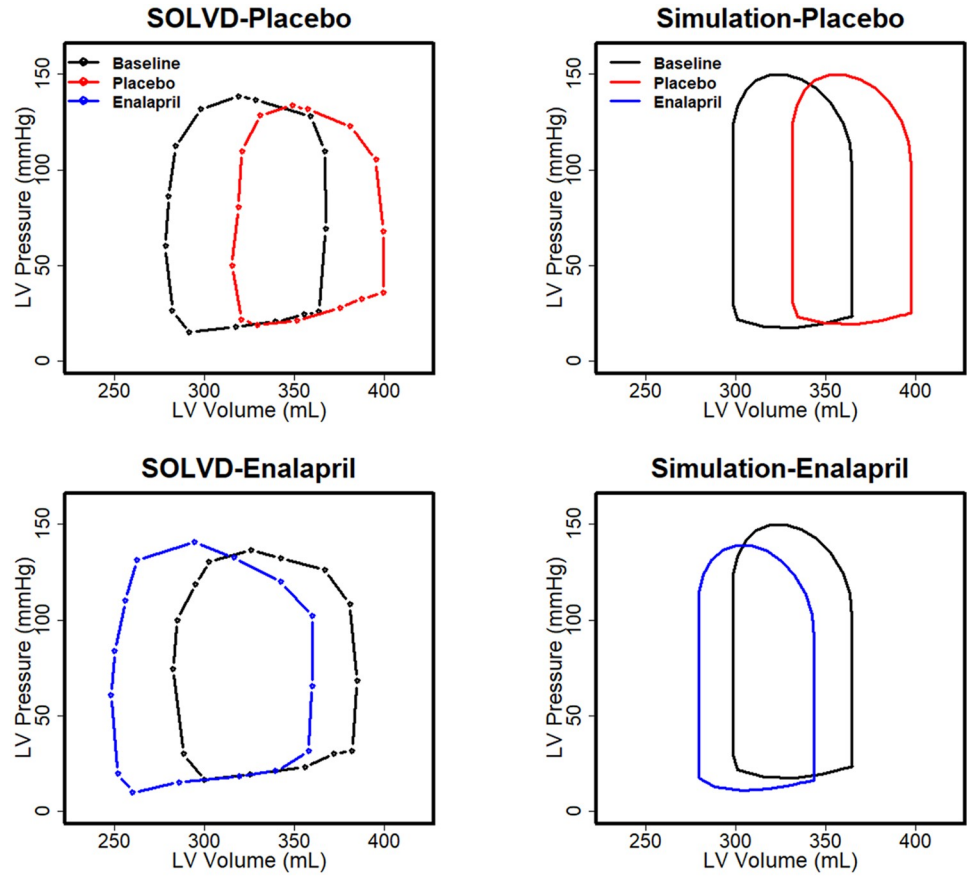 SOLVD-Placebo
LV Pressure (mmHg)
150
100
50
0
Baseline
Placebo
Enalapril
250 300 350 400
LV Volume (mL)
Simulation-Placebo
LV Pressure (mmHg)
150
100
50
0
Baseline
Placebo
Enalapril
250 300 350 400
LV Volume (mL)
SOLVD-Enalapril
LV Pressure (mmHg)
150
100
50
0
250 300 350 400
LV Volume (mL)
Simulation-Enalapril
LV Pressure (mmHg)
150
100
50
0
250 300 350 400
LV Volume (mL)